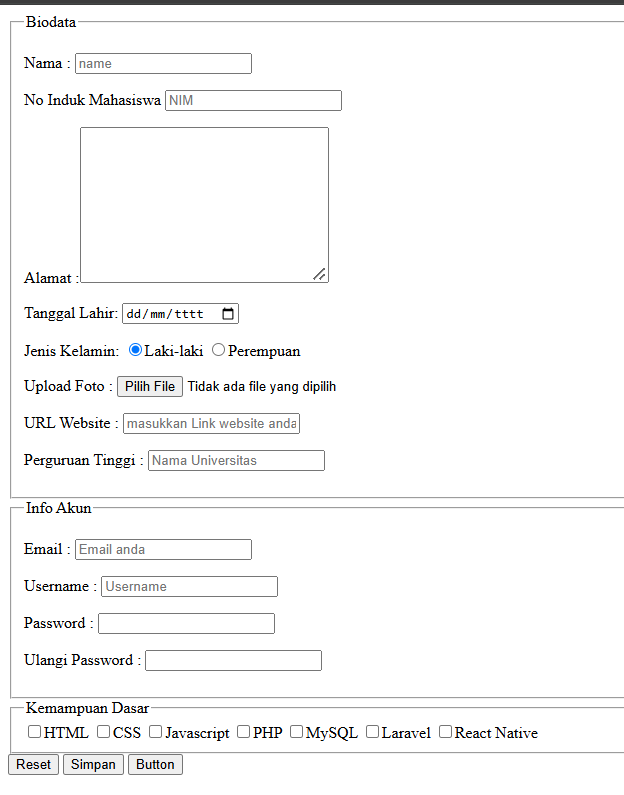 Biodata
Nama : name
No Induk Mahasiswa NIM
Alamat :
Tanggal Lahir: dd/mm/tttt
Jenis Kelamin: Laki-laki Perempuan
Upload Foto : Pilih File Tidak ada file yang dipilih
URL Website : masukkan Link website anda
Perguruan Tinggi : Nama Universitas
Info Akun
Email : Email anda
Username : Username
Password :
Ulangi Password :
Kemampuan Dasar
HTML CSS Javascript PHP MySQL Laravel React Native
Reset Simpan Button